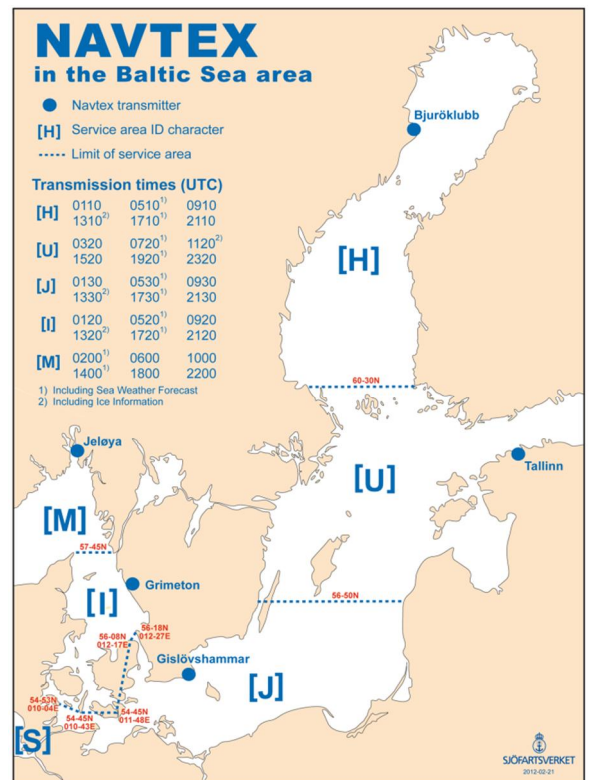 NAVTEX
in the Baltic Sea area
Navtex transmitter
[H] Service area ID character
Limit of service area
Transmission times (UTC)
[H] 0110 0510¹⁾ 0910
1310²⁾ 1710¹⁾ 2110
[U] 0320 0720¹⁾ 1120²⁾
1520 1920¹⁾ 2320
[J] 0130 0530¹⁾ 0930
1330²⁾ 1730¹⁾ 2130
[I] 0120 0520¹⁾ 0920
1320²⁾ 1720¹⁾ 2120
[M] 0200¹⁾ 0600 1000
1400¹⁾ 1800 2200
1) Including Sea Weather Forecast
2) Including Ice Information
Bjuröklubb
[H]
60-30N
Jeløya
Tallinn
[U]
[M]
57-45N
Grimeton
56-50N
[I]
56-18N
012-27E
56-08N
012-17E
Gislövshammar
[J]
54-53N
010-04E
54-45N
010-43E
54-45N
011-48E
[S]
SJÖFARTSVERKET
2012-02-21